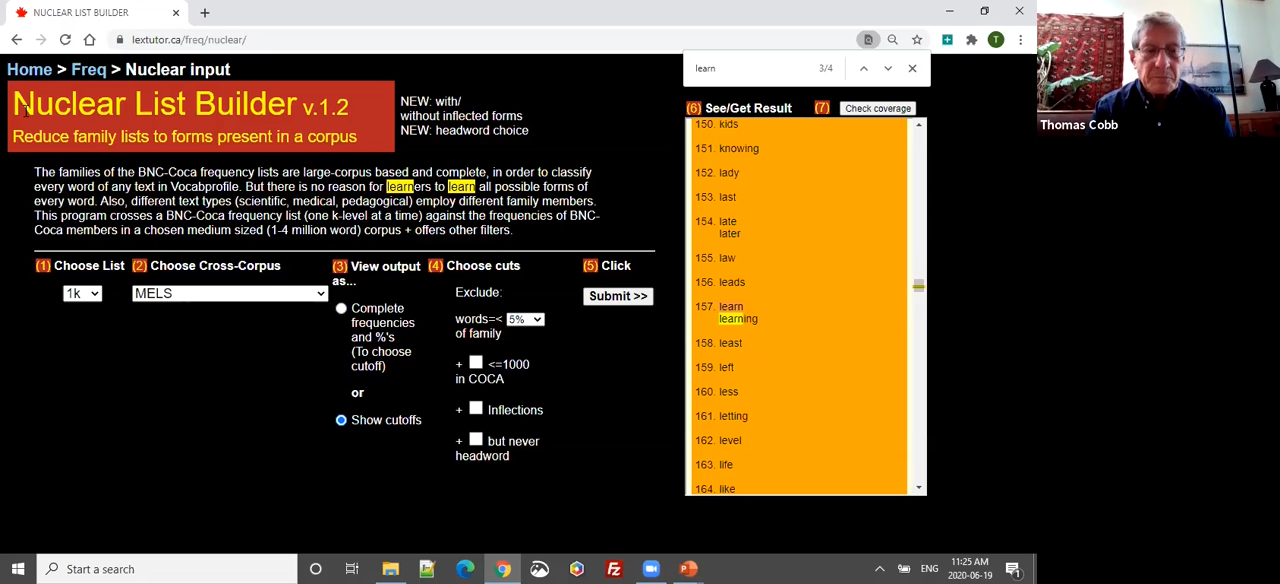 NUCLEAR LIST BUILDER
lextutor.ca/freq/nuclear/
T
learn
3/4
Home > Freq > Nuclear input
Nuclear List Builder v.1.2
Reduce family lists to forms present in a corpus
NEW: with/
without inflected forms
NEW: headword choice
The families of the BNC-Coca frequency lists are large-corpus based and complete, in order to classify
every word of any text in Vocabprofile. But there is no reason for learners to learn all possible forms of
every word. Also, different text types (scientific, medical, pedagogical) employ different family members.
This program crosses a BNC-Coca frequency list (one k-level at a time) against the frequencies of BNC-
Coca members in a chosen medium sized (1-4 million word) corpus + offers other filters.
(1) Choose List
1k
(2) Choose Cross-Corpus
MELS
(3) View output
as...
Complete
frequencies
and %'s
(To choose
cutoff)
or
Show cutoffs
(4) Choose cuts
Exclude:
words=< 5%
of family
+ <=1000
in COCA
+ Inflections
+ but never
headword
(5) Click
Submit >>
(6) See/Get Result
(7) Check coverage
150. kids
151. knowing
152. lady
153. last
154. late
later
155. law
156. leads
157. learn
learning
158. least
159. left
160. less
161. letting
162. level
163. life
164. like
Thomas Cobb
Start a search
ENG
11:25 AM
2020-06-19
1